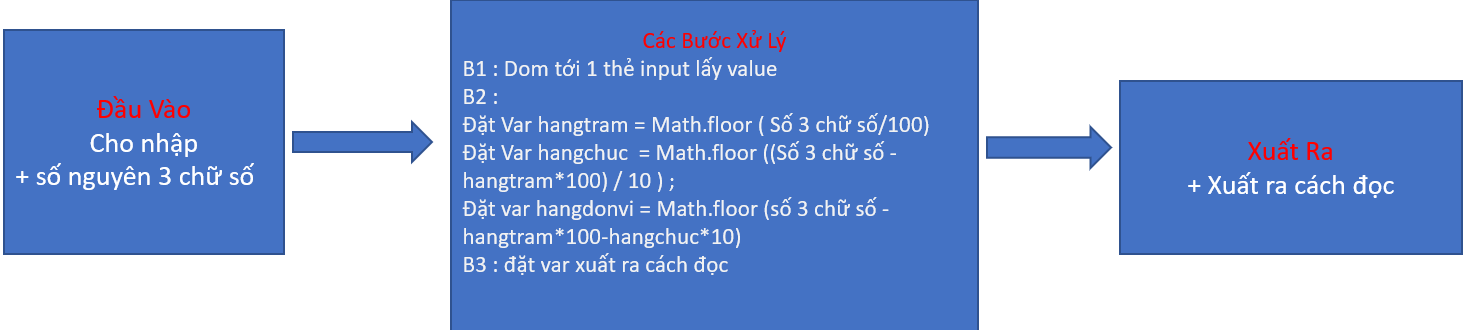 Đầu Vào
Cho nhập
+ số nguyên 3 chữ số
Các Bước Xử Lý
B1 : Dom tới 1 thẻ input lấy value
B2 :
Đặt Var hangtram = Math.floor ( Số 3 chữ số/100)
Đặt Var hangchuc  = Math.floor ((Số 3 chữ số -
hangtram*100) / 10 ) ;
Đặt var hangdonvi = Math.floor (số 3 chữ số -
hangtram*100-hangchuc*10)
B3 : đặt var xuất ra cách đọc
Xuất Ra
+ Xuất ra cách đọc